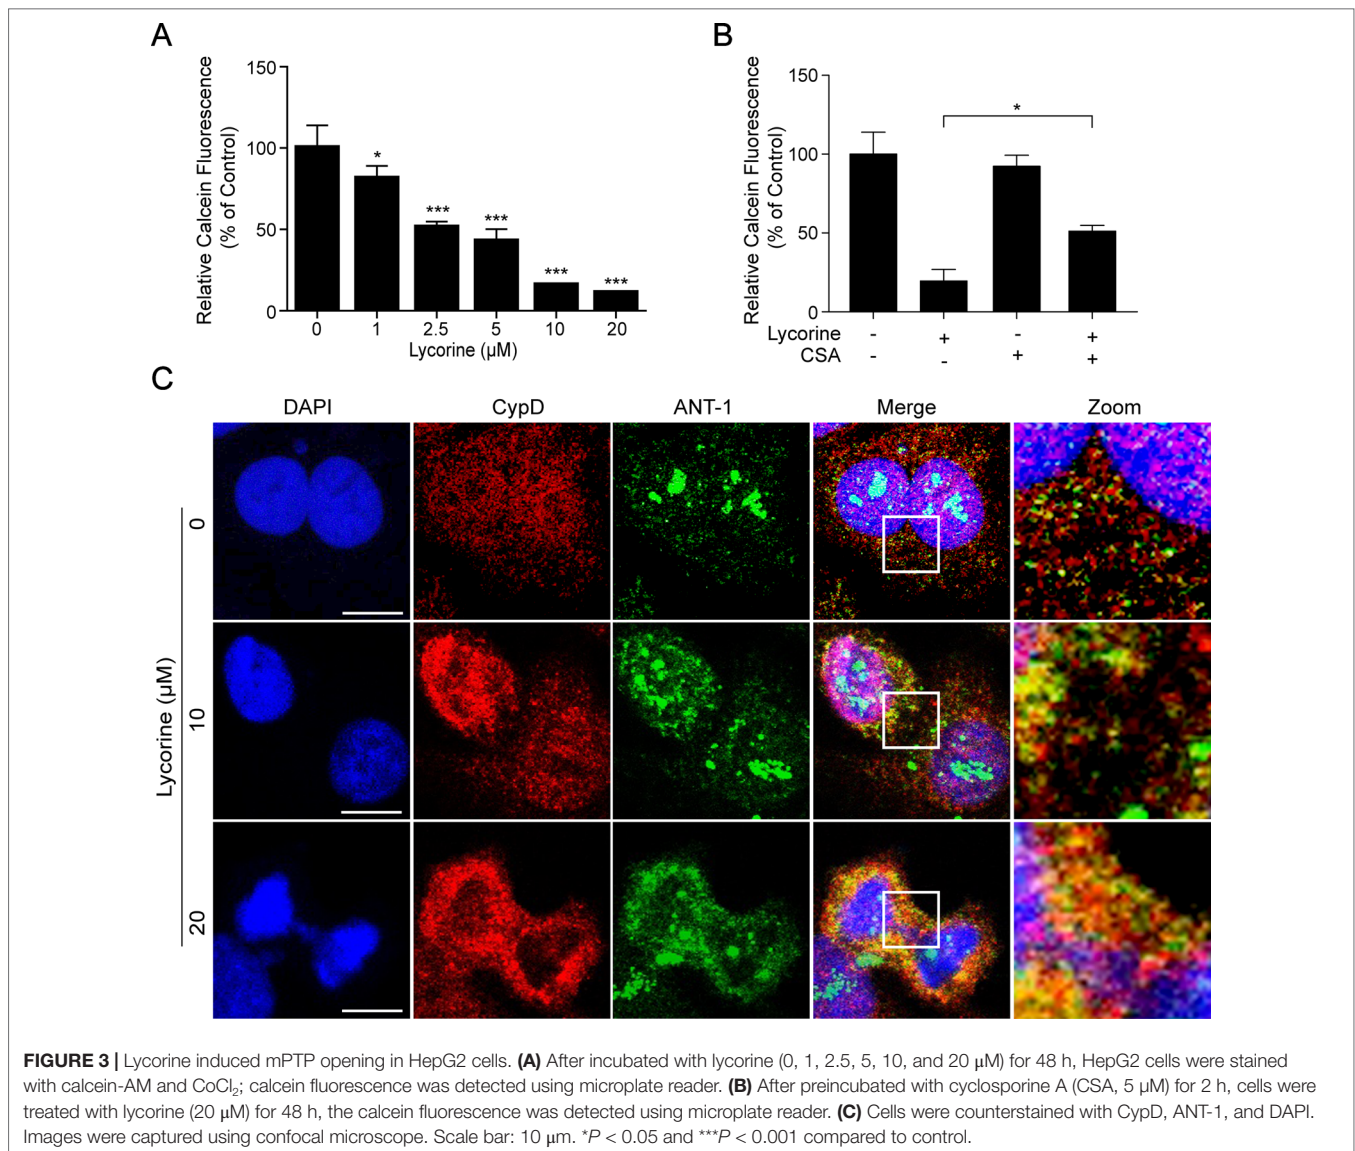 A
Relative Calcein Fluorescence
(% of Control)
150
100
50
0
*
***
***
***
***
0 1 2.5 5 10 20
Lycorine (μM)
B
Relative Calcein Fluorescence
(% of Control)
150
100
50
0
*
Lycorine - + - +
CSA - - + +
C
DAPI CypD ANT-1 Merge Zoom
Lycorine (μM)
0
10
20
FIGURE 3 | Lycorine induced mPTP opening in HepG2 cells. (A) After incubated with lycorine (0, 1, 2.5, 5, 10, and 20 μM) for 48 h, HepG2 cells were stained
with calcein-AM and CoCl₂; calcein fluorescence was detected using microplate reader. (B) After preincubated with cyclosporine A (CSA, 5 μM) for 2 h, cells were
treated with lycorine (20 μM) for 48 h, the calcein fluorescence was detected using microplate reader. (C) Cells were counterstained with CypD, ANT-1, and DAPI.
Images were captured using confocal microscope. Scale bar: 10 μm. *P < 0.05 and ***P < 0.001 compared to control.